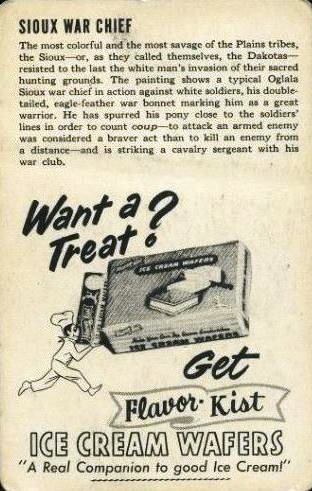 SIOUX WAR CHIEF
The most colorful and the most savage of the Plains tribes,
the Sioux—or, as they called themselves, the Dakotas—
resisted to the last the white man's invasion of their sacred
hunting grounds. The painting shows a typical Oglala
Sioux war chief in action against white soldiers, his double-
tailed, eagle-feather war bonnet marking him as a great
warrior. He has spurred his pony close to the soldiers'
lines in order to count coup—to attack an armed enemy
was considered a braver act than to kill an enemy from
a distance—and is striking a cavalry sergeant with his
war club.
Want a
Treat?
ICE CREAM WAFERS
ICE CREAM WAFERS
Get
Flavor-Kist
ICE CREAM WAFERS
"A Real Companion to good Ice Cream!"